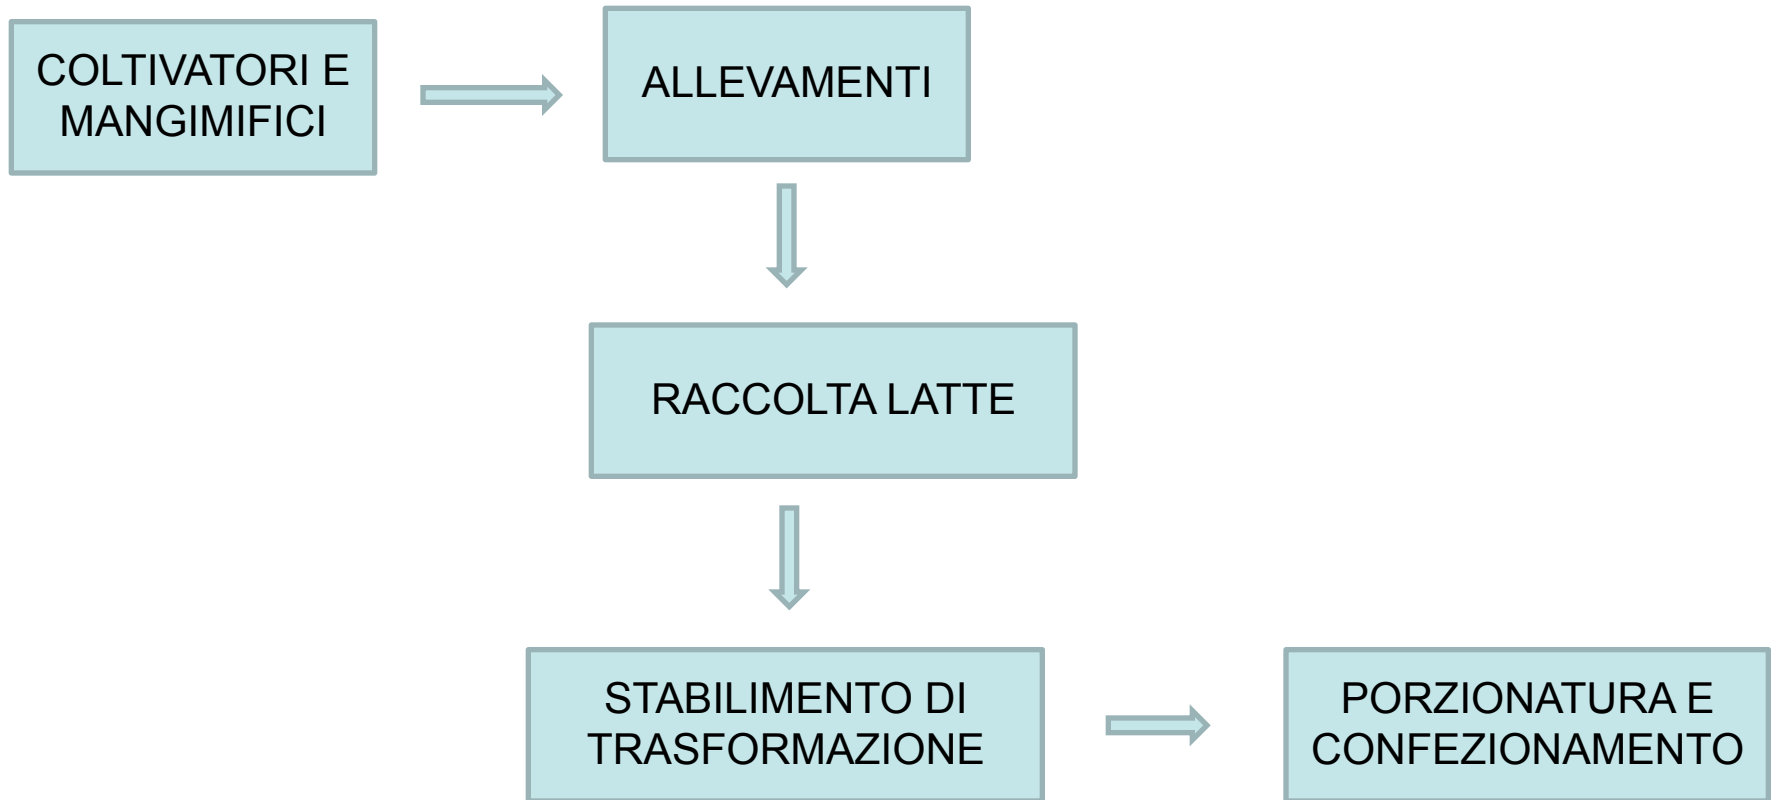 COLTIVATORI E
MANGIMIFICI
ALLEVAMENTI
RACCOLTA LATTE
STABILIMENTO DI
TRASFORMAZIONE
PORZIONATURA E
CONFEZIONAMENTO